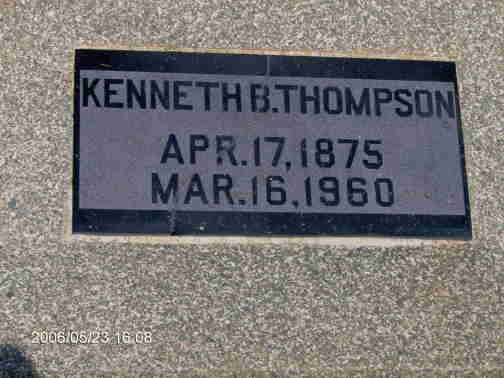 KENNETH B. THOMPSON
APR. 17, 1875
MAR. 16, 1960
2006/05/23 16:08